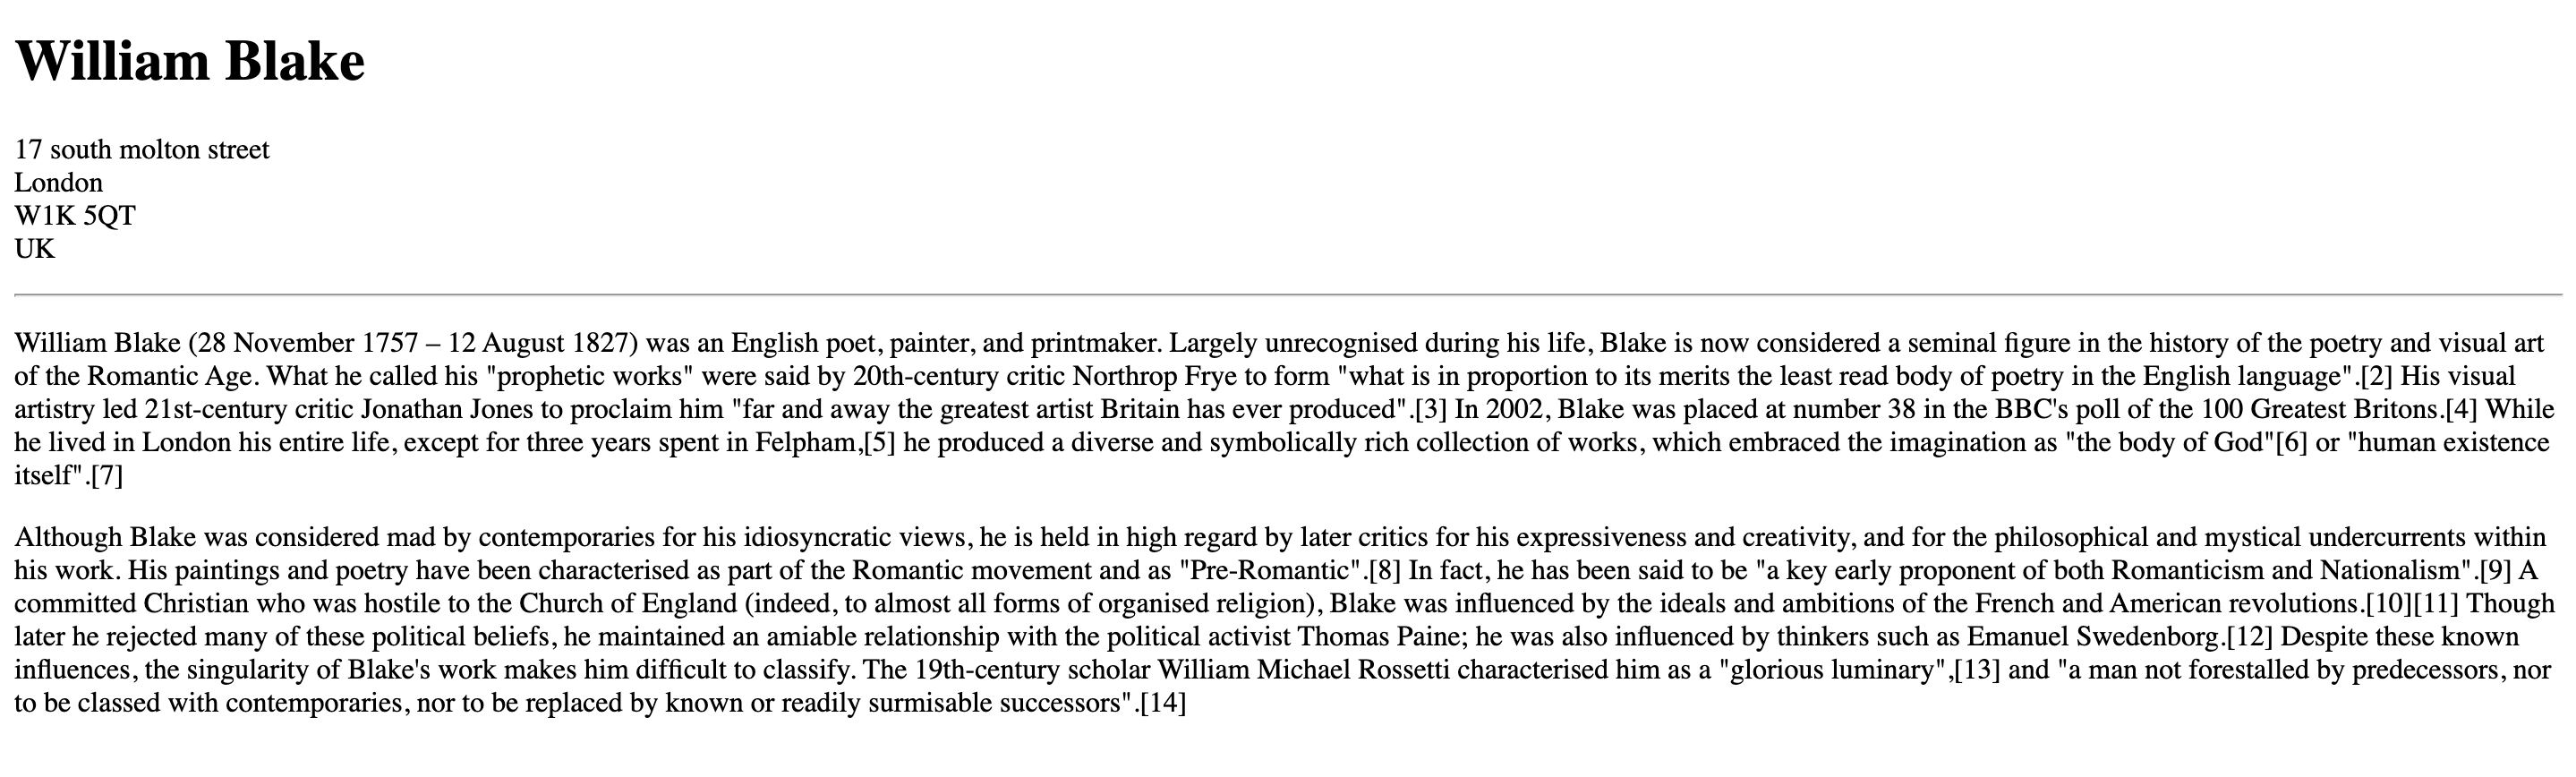 William Blake
17 south molton street
London
W1K 5QT
UK
William Blake (28 November 1757 – 12 August 1827) was an English poet, painter, and printmaker. Largely unrecognised during his life, Blake is now considered a seminal figure in the history of the poetry and visual art
of the Romantic Age. What he called his "prophetic works" were said by 20th-century critic Northrop Frye to form "what is in proportion to its merits the least read body of poetry in the English language".[2] His visual
artistry led 21st-century critic Jonathan Jones to proclaim him "far and away the greatest artist Britain has ever produced".[3] In 2002, Blake was placed at number 38 in the BBC's poll of the 100 Greatest Britons.[4] While
he lived in London his entire life, except for three years spent in Felpham,[5] he produced a diverse and symbolically rich collection of works, which embraced the imagination as "the body of God"[6] or "human existence
itself".[7]
Although Blake was considered mad by contemporaries for his idiosyncratic views, he is held in high regard by later critics for his expressiveness and creativity, and for the philosophical and mystical undercurrents within
his work. His paintings and poetry have been characterised as part of the Romantic movement and as "Pre-Romantic".[8] In fact, he has been said to be "a key early proponent of both Romanticism and Nationalism".[9] A
committed Christian who was hostile to the Church of England (indeed, to almost all forms of organised religion), Blake was influenced by the ideals and ambitions of the French and American revolutions.[10][11] Though
later he rejected many of these political beliefs, he maintained an amiable relationship with the political activist Thomas Paine; he was also influenced by thinkers such as Emanuel Swedenborg.[12] Despite these known
influences, the singularity of Blake's work makes him difficult to classify. The 19th-century scholar William Michael Rossetti characterised him as a "glorious luminary",[13] and "a man not forestalled by predecessors, nor
to be classed with contemporaries, nor to be replaced by known or readily surmisable successors".[14]